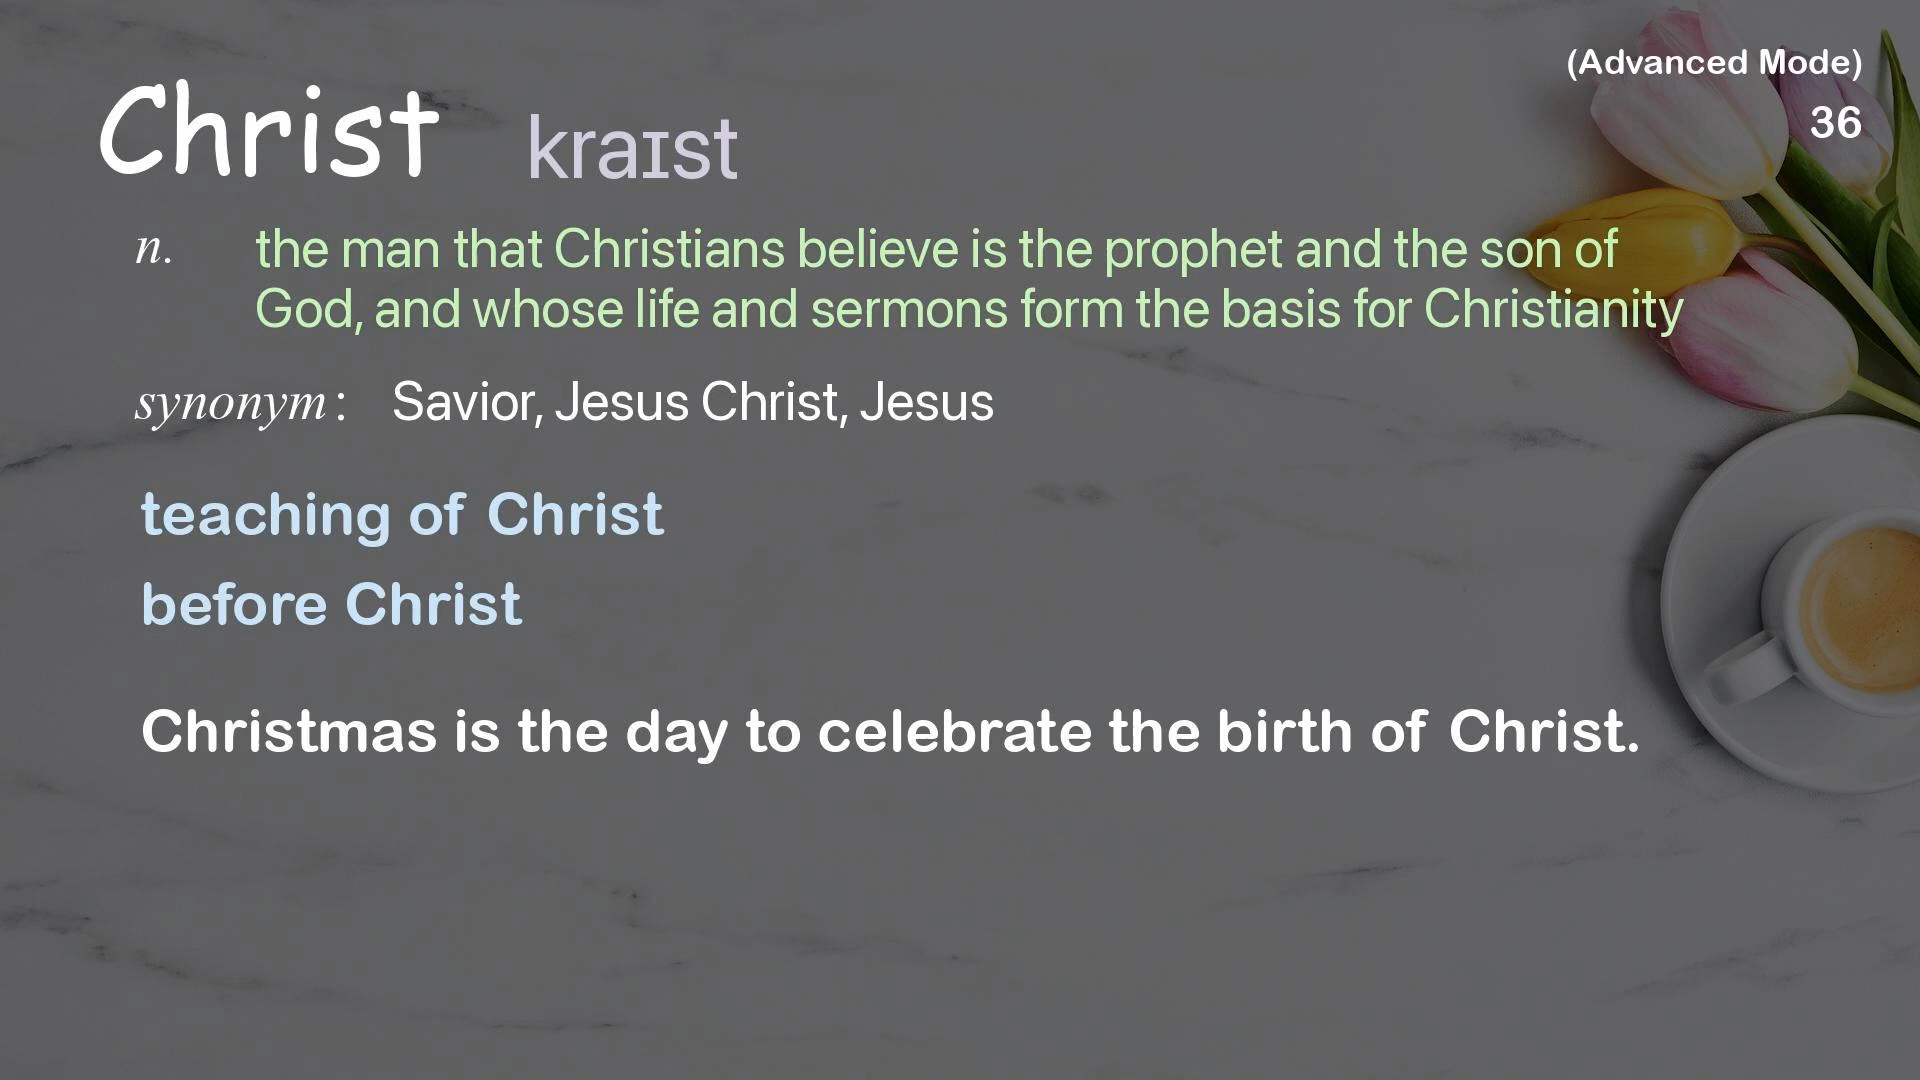 (Advanced Mode)
36
Christ kraɪst
n. the man that Christians believe is the prophet and the son of
God, and whose life and sermons form the basis for Christianity
synonym: Savior, Jesus Christ, Jesus
teaching of Christ
before Christ
Christmas is the day to celebrate the birth of Christ.